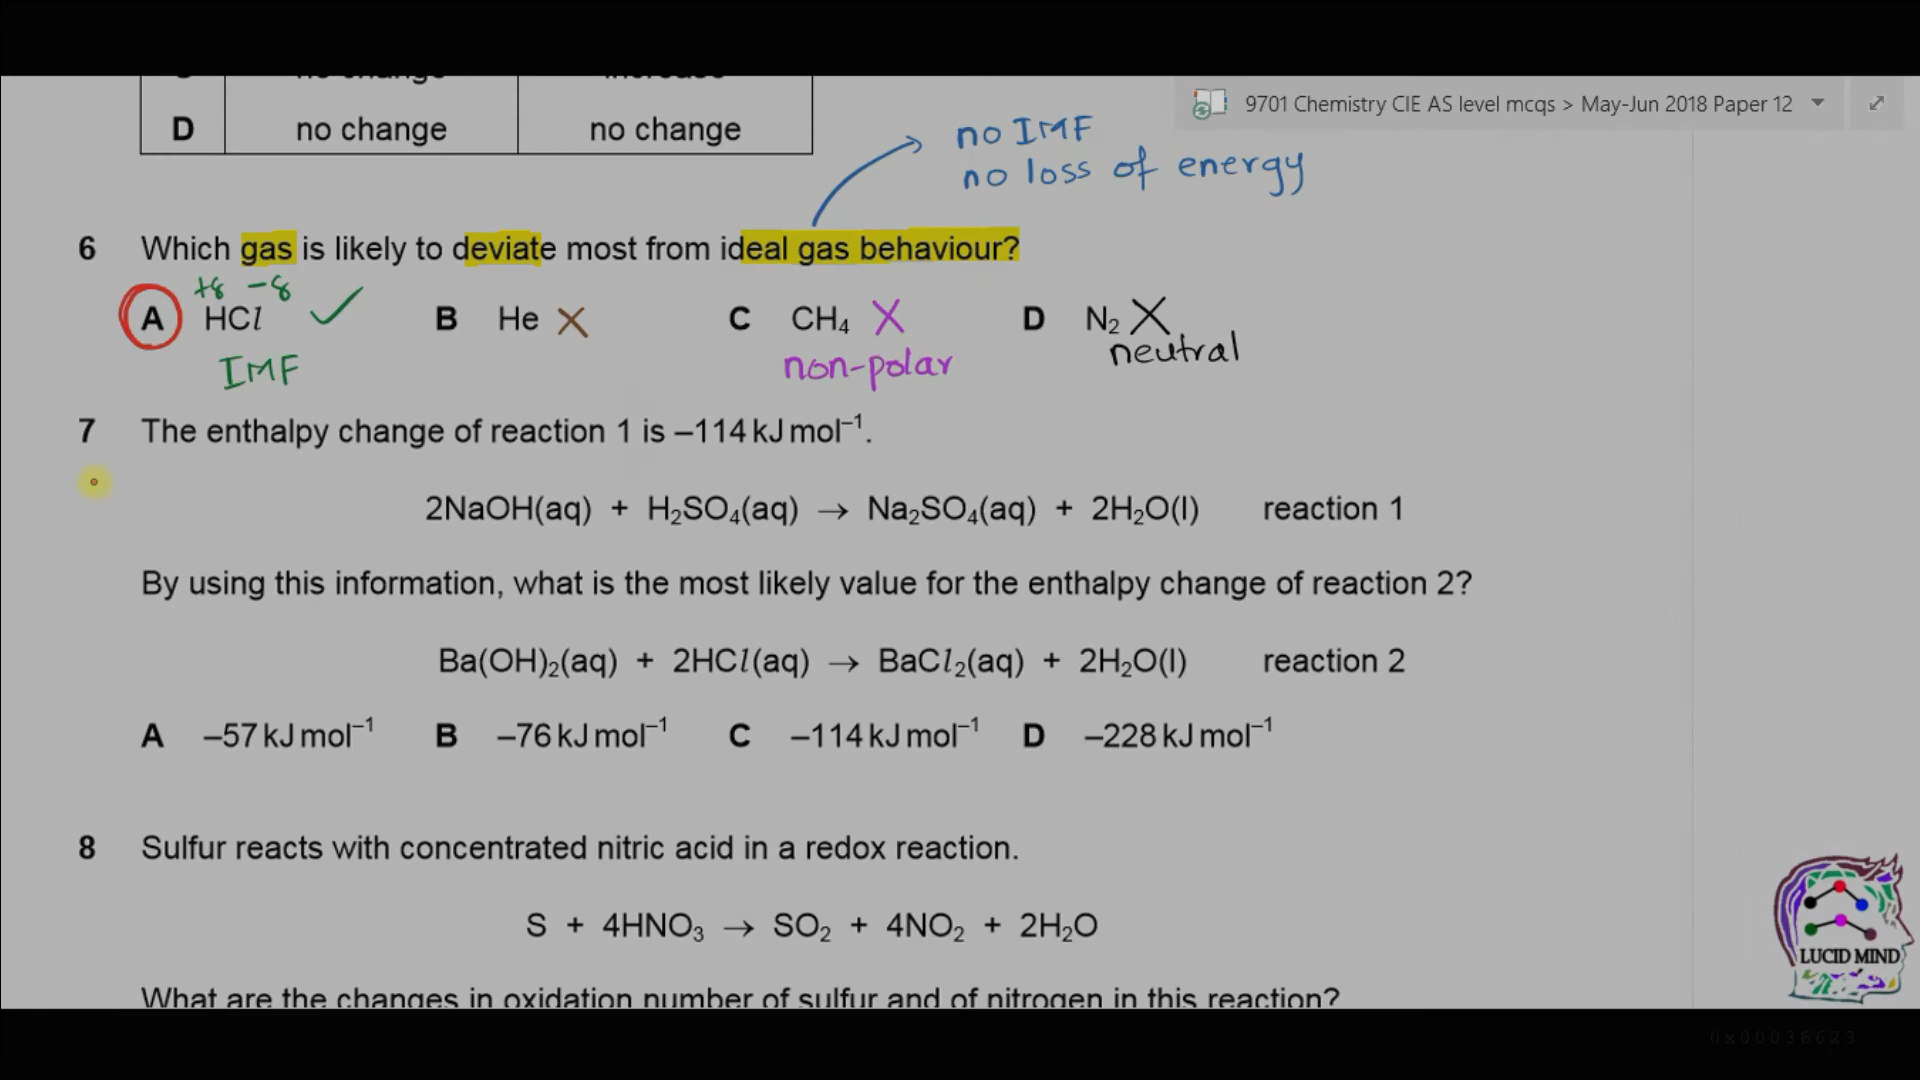 no change increase
D no change no change
9701 Chemistry CIE AS level mcqs > May-Jun 2018 Paper 12
no IMF
no loss of energy
6 Which gas is likely to deviate most from ideal gas behaviour?
+δ -δ
A HCl B He C CH₄ D N₂
IMF non-polar neutral
7 The enthalpy change of reaction 1 is –114 kJ mol⁻¹.
2NaOH(aq) + H₂SO₄(aq) → Na₂SO₄(aq) + 2H₂O(l) reaction 1
By using this information, what is the most likely value for the enthalpy change of reaction 2?
Ba(OH)₂(aq) + 2HCl(aq) → BaCl₂(aq) + 2H₂O(l) reaction 2
A –57 kJ mol⁻¹ B –76 kJ mol⁻¹ C –114 kJ mol⁻¹ D –228 kJ mol⁻¹
8 Sulfur reacts with concentrated nitric acid in a redox reaction.
S + 4HNO₃ → SO₂ + 4NO₂ + 2H₂O
LUCID MIND
What are the changes in oxidation number of sulfur and of nitrogen in this reaction?
0x00036623